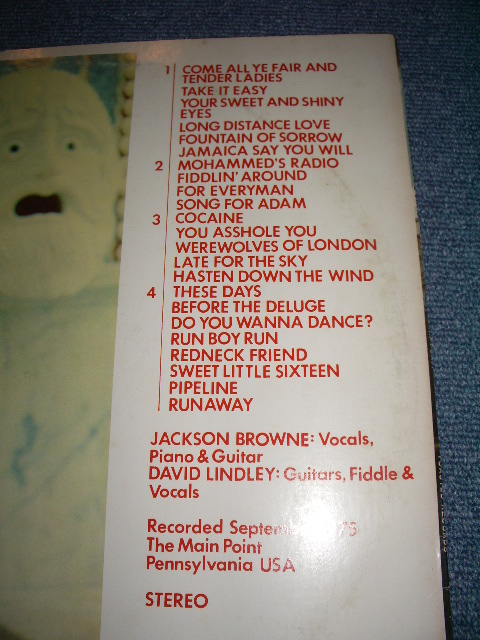 1 COME ALL YE FAIR AND
TENDER LADIES
TAKE IT EASY
YOUR SWEET AND SHINY
EYES
LONG DISTANCE LOVE
FOUNTAIN OF SORROW
JAMAICA SAY YOU WILL
2 MOHAMMED'S RADIO
FIDDLIN' AROUND
FOR EVERYMAN
SONG FOR ADAM
3 COCAINE
YOU ASSHOLE YOU
WEREWOLVES OF LONDON
LATE FOR THE SKY
HASTEN DOWN THE WIND
4 THESE DAYS
BEFORE THE DELUGE
DO YOU WANNA DANCE?
RUN BOY RUN
REDNECK FRIEND
SWEET LITTLE SIXTEEN
PIPELINE
RUNAWAY
JACKSON BROWNE: Vocals,
Piano & Guitar
DAVID LINDLEY: Guitars, Fiddle &
Vocals
Recorded
The Main Point
Pennsylvania USA
STEREO